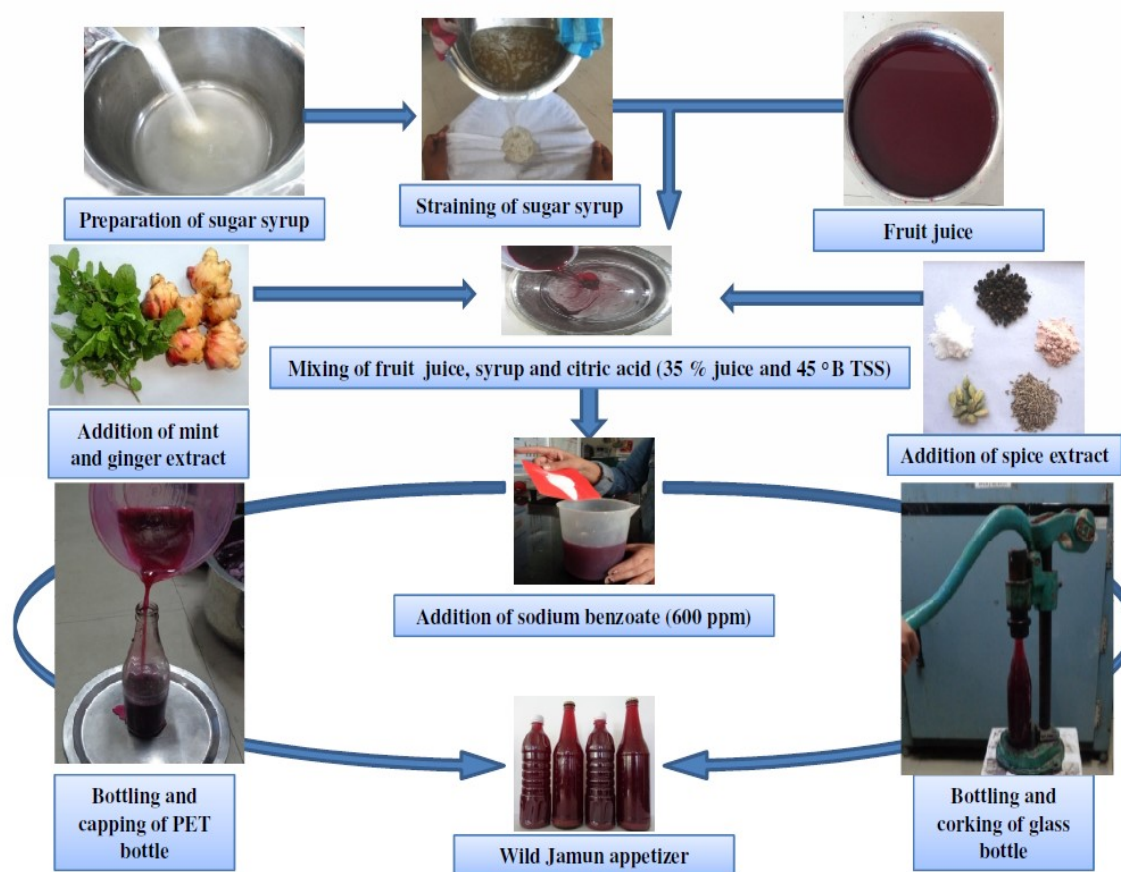 Preparation of sugar syrup
Straining of sugar syrup
Fruit juice
Mixing of fruit juice, syrup and citric acid (35 % juice and 45 °B TSS)
Addition of mint
and ginger extract
Addition of spice extract
Addition of sodium benzoate (600 ppm)
Bottling and
capping of PET
bottle
Wild Jamun appetizer
Bottling and
corking of glass
bottle